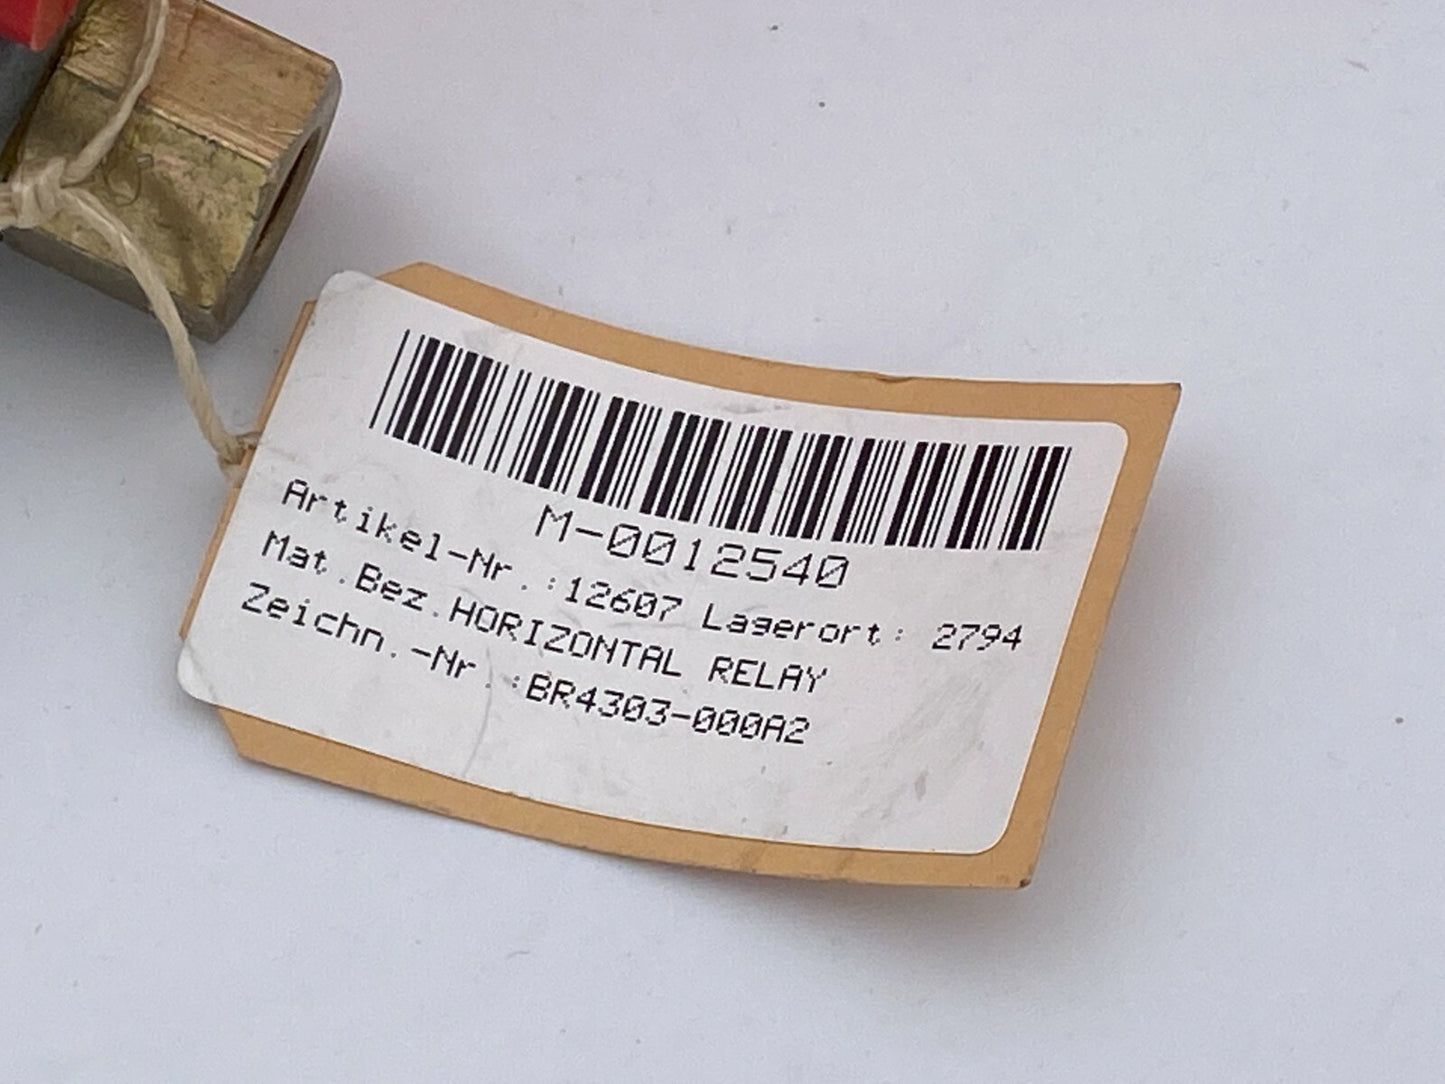 M-0012540
Artikel-Nr.:12607 Lagerort: 2794
Mat.Bez.HORIZONTAL RELAY
Zeichn.-Nr.:BR4303-000A2